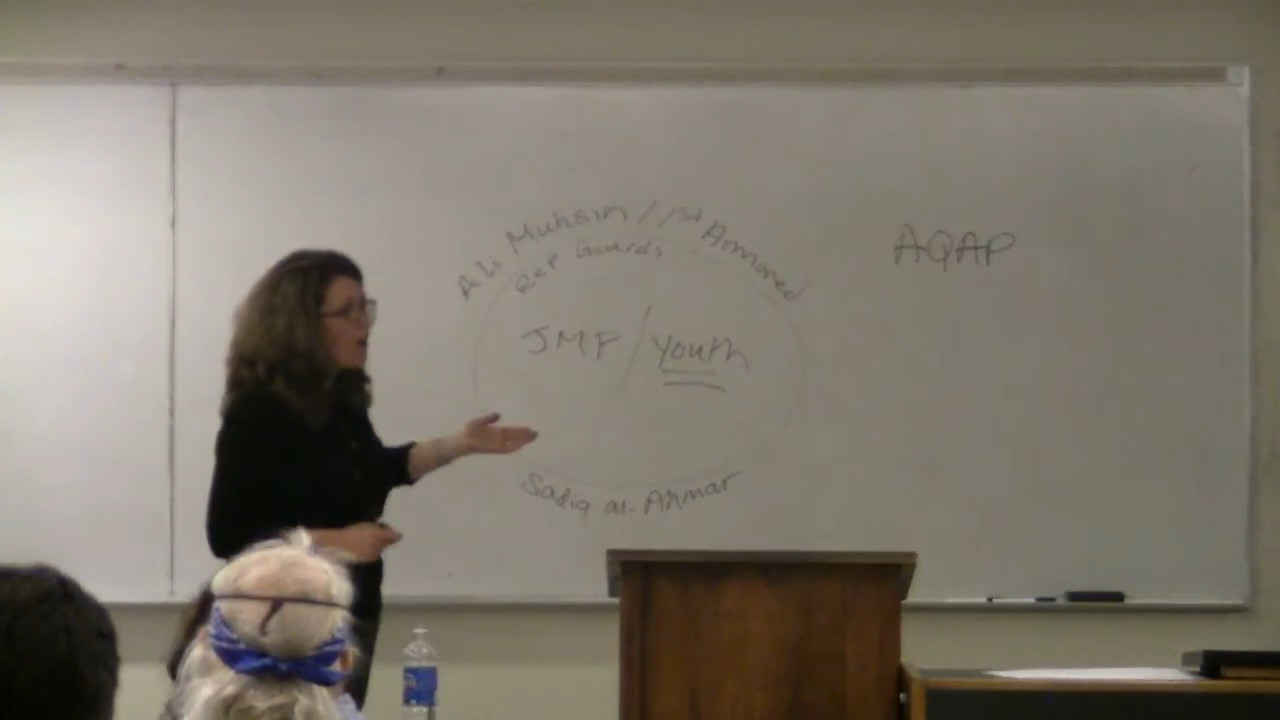 Ali Muhsin / 1st Armored
Rep Guards
AQAP
JMP / Youth
Sadiq al-Ahmar